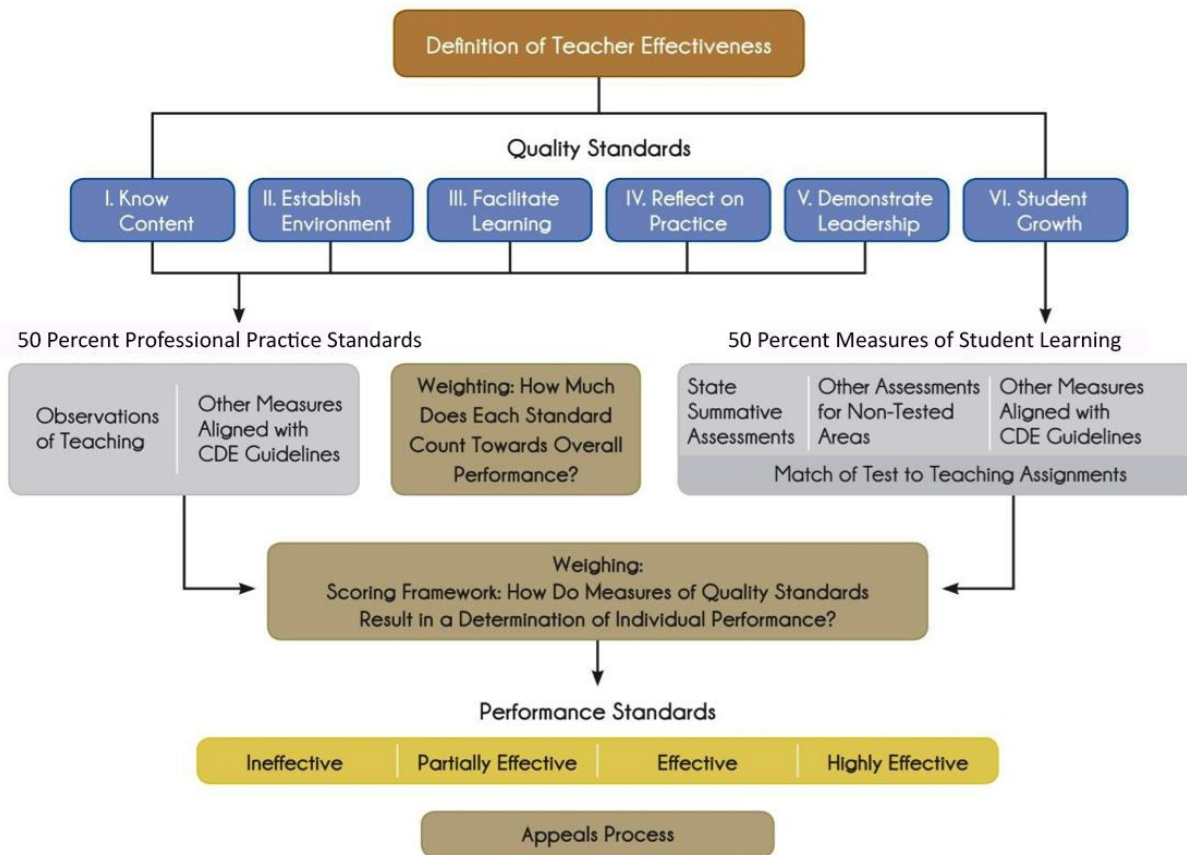 Definition of Teacher Effectiveness
Quality Standards
I. Know
Content
II. Establish
Environment
III. Facilitate
Learning
IV. Reflect on
Practice
V. Demonstrate
Leadership
VI. Student
Growth
50 Percent Professional Practice Standards
50 Percent Measures of Student Learning
Observations
of Teaching
Other Measures
Aligned with
CDE Guidelines
Weighting: How Much
Does Each Standard
Count Towards Overall
Performance?
State
Summative
Assessments
Other Assessments
for Non-Tested
Areas
Other Measures
Aligned with
CDE Guidelines
Match of Test to Teaching Assignments
Weighing:
Scoring Framework: How Do Measures of Quality Standards
Result in a Determination of Individual Performance?
Performance Standards
Ineffective
Partially Effective
Effective
Highly Effective
Appeals Process